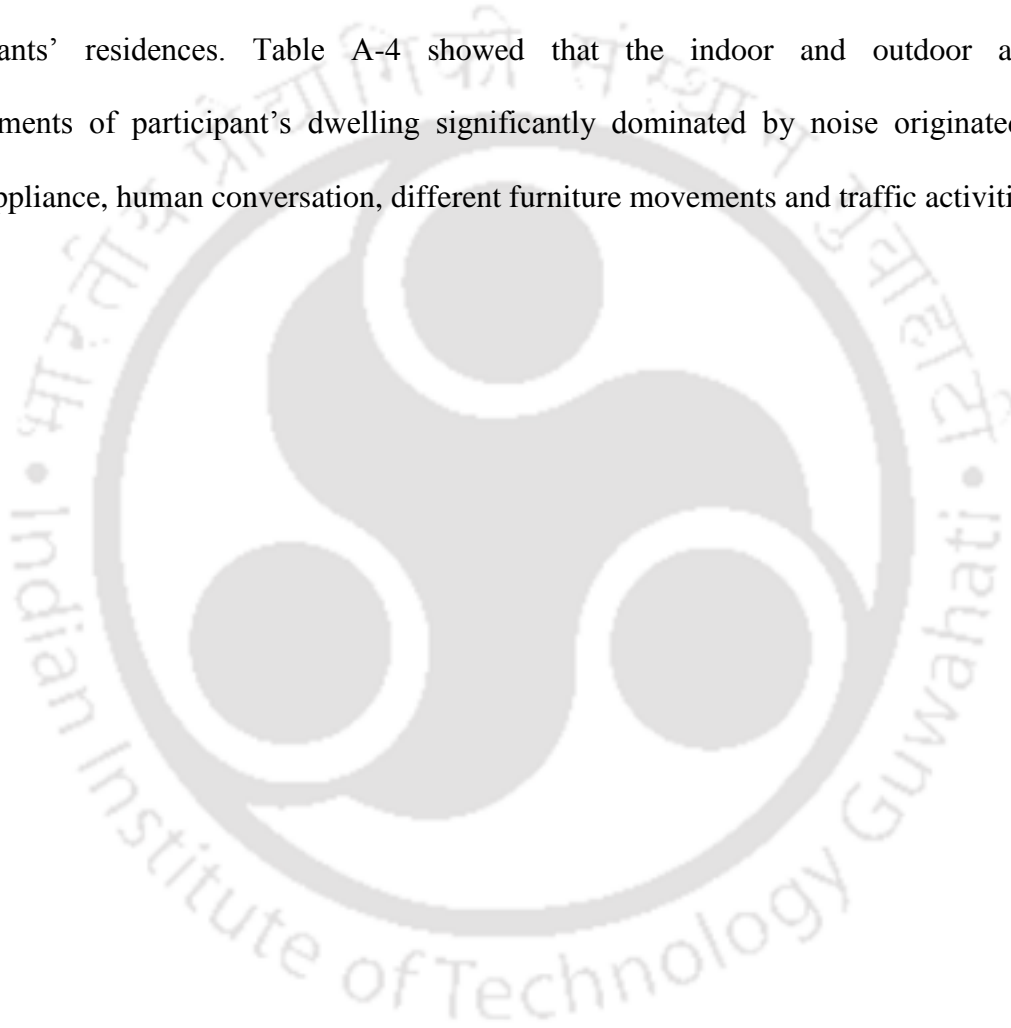 ants' residences. Table A-4 showed that the indoor and outdoor a
ments of participant's dwelling significantly dominated by noise originated
ppliance, human conversation, different furniture movements and traffic activiti
भारतीय प्रौद्योगिकी संस्थान गुवाहाटी
• Indian Institute of Technology Guwahati •